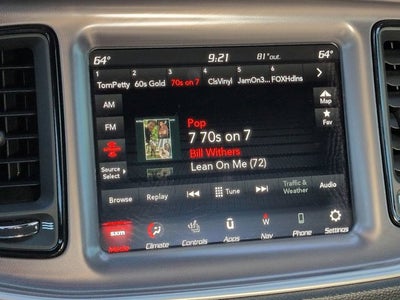 64° 9:21 81° out. 64°
1 2 3 4 5 6
TomPetty 60s Gold 70s on 7 ClsVinyl JamOn3... FOXHdlns
AM
Map
FM
Fav
Pop
7 70s on 7
Bill Withers
Lean On Me (72)
Source
Select
Browse Replay Tune Traffic & Weather Audio
sxm
Media Climate Controls Apps Nav Phone Settings
W